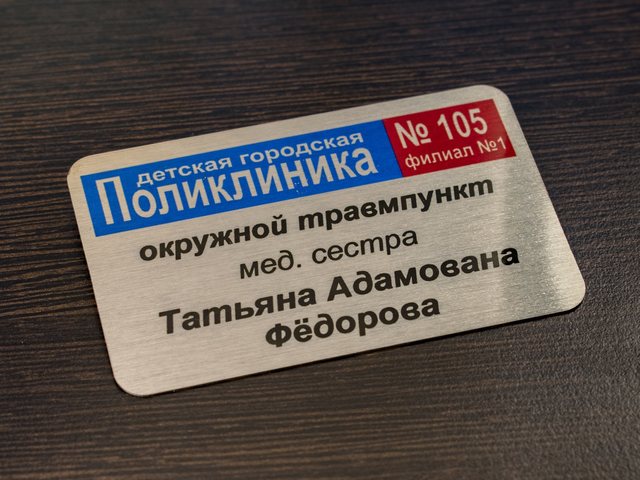 детская городская
Поликлиника
№ 105
филиал №1
окружной травмпункт
мед. сестра
Татьяна Адамована
Фёдорова